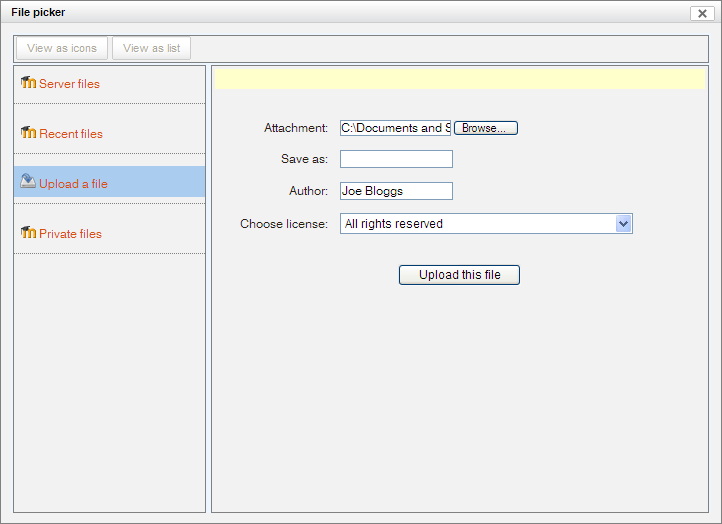 File picker
View as icons View as list
Server files
Recent files
Upload a file
Private files
Attachment: C:\Documents and S Browse...
Save as:
Author: Joe Bloggs
Choose license: All rights reserved
Upload this file